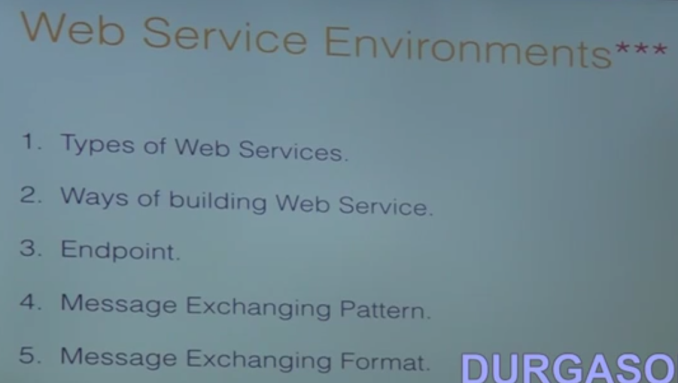 Web Service Environments***
1. Types of Web Services.
2. Ways of building Web Service.
3. Endpoint.
4. Message Exchanging Pattern.
5. Message Exchanging Format.
DURGASO